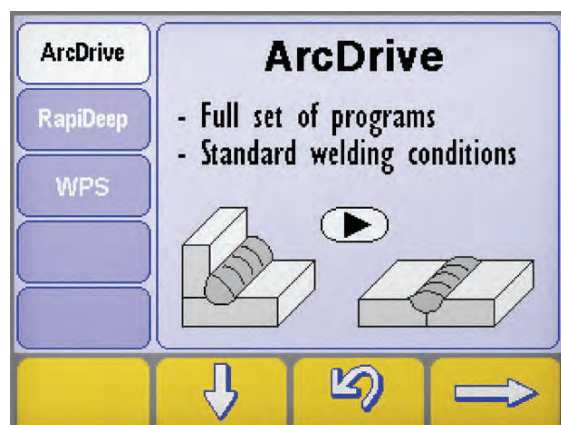 ArcDrive
RapiDeep
WPS
ArcDrive
- Full set of programs
- Standard welding conditions